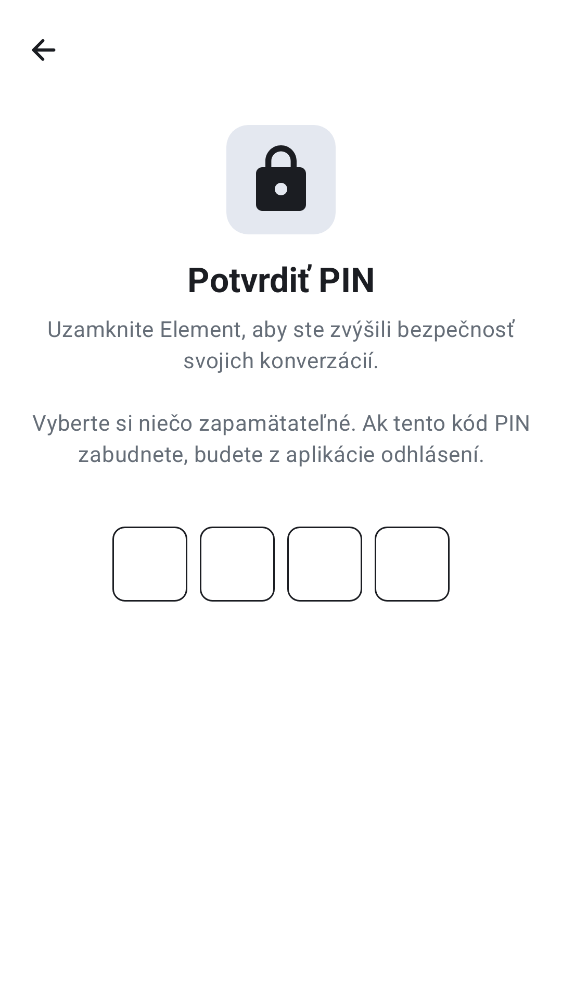 Potvrdiť PIN
Uzamknite Element, aby ste zvýšili bezpečnosť
svojich konverzácií.
Vyberte si niečo zapamätateľné. Ak tento kód PIN
zabudnete, budete z aplikácie odhlásení.